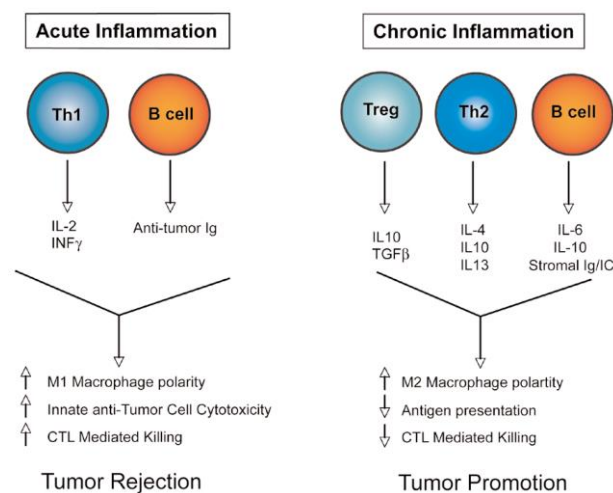 Acute Inflammation
Th1
B cell
IL-2
INFγ
Anti-tumor Ig
M1 Macrophage polarity
Innate anti-Tumor Cell Cytotoxicity
CTL Mediated Killing
Tumor Rejection
Chronic Inflammation
Treg
Th2
B cell
IL10
TGFβ
IL-4
IL10
IL13
IL-6
IL-10
Stromal Ig/IC
M2 Macrophage polartity
Antigen presentation
CTL Mediated Killing
Tumor Promotion